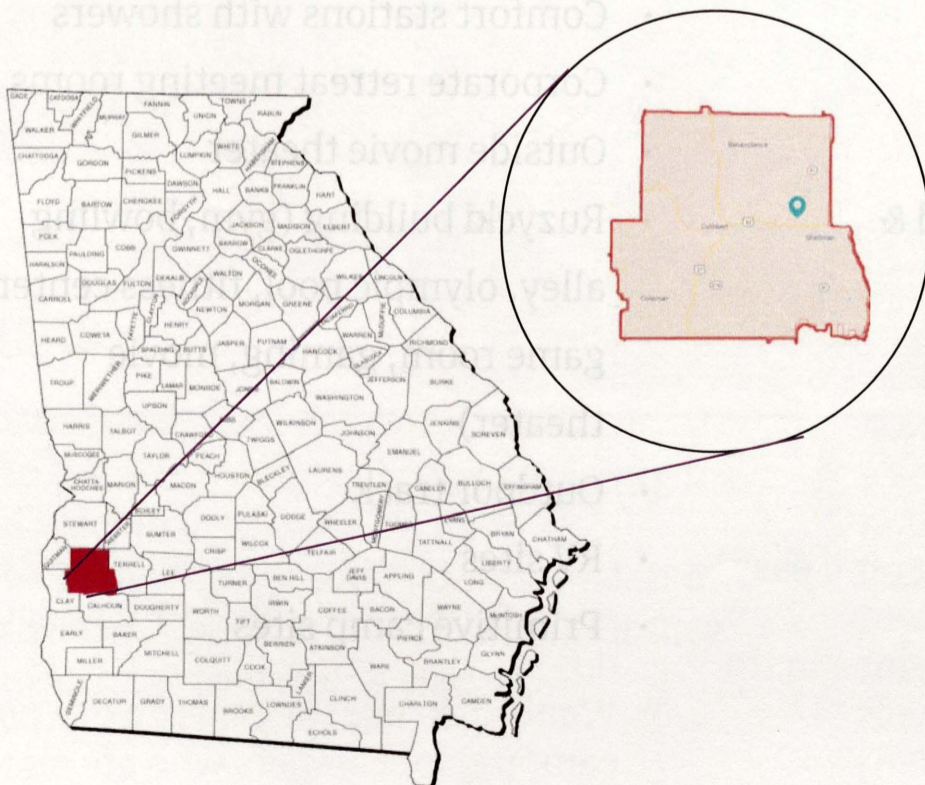 Comfort stations with showers
Corporate retreat meeting rooms
Outside movie theater
Ruzycki building
bowling
alley
olympic
game room,
theater)
Outdoor
Primitive camp sites
d &
DADE CATOOSA WHITFIELD MURRAY FANNIN UNION TOWNS RABUN
WALKER GILMER WHITE HABERSHAM STEPHENS
CHATTOOGA GORDON PICKENS LUMPKIN
DAWSON HALL BANKS FRANKLIN HART
FLOYD BARTOW CHEROKEE FORSYTH
JACKSON MADISON ELBERT
POLK PAULDING COBB GWINNETT BARROW CLARKE OGLETHORPE
HARALSON DOUGLAS FULTON DEKALB ROCKDALE WALTON OCONEE WILKES LINCOLN
CARROLL CLAYTON NEWTON MORGAN GREENE TALIAFERRO McDUFFIE COLUMBIA
HEARD COWETA FAYETTE HENRY JASPER PUTNAM HANCOCK WARREN RICHMOND
SPALDING BUTTS GLASCOCK
TROUP MERIWETHER PIKE LAMAR MONROE JONES BALDWIN JEFFERSON BURKE
UPSON WASHINGTON
HARRIS TALBOT CRAWFORD BIBB WILKINSON JENKINS SCREVEN
TWIGGS JOHNSON EMANUEL
MUSCOGEE TAYLOR PEACH HOUSTON BLECKLEY LAURENS
CHATTA HOOCHEE MARION MACON TREUTLEN CANDLER BULLOCH EFFINGHAM
STEWART WEBSTER SCHLEY DOOLY PULASKI DODGE WHEELER MONTGOMERY TOOMBS EVANS BRYAN CHATHAM
SUMTER WILCOX TATTNALL
QUITMAN TERRELL LEE CRISP TELFAIR LIBERTY
TURNER BEN HILL JEFF DAVIS APPLING LONG
CLAY CALHOUN DOUGHERTY WORTH IRWIN COFFEE BACON WAYNE McINTOSH
TIFT
EARLY BAKER MITCHELL BERRIEN ATKINSON PIERCE
MILLER COLQUITT COOK WARE BRANTLEY GLYNN
LANIER
SEMINOLE DECATUR GRADY THOMAS BROOKS LOWNDES CLINCH CHARLTON CAMDEN
ECHOLS
Benevolence
Cuthbert
Shellman
Coleman